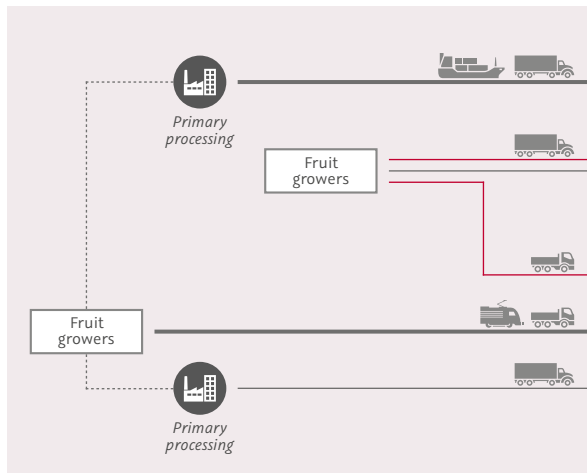 Primary
processing
Fruit
growers
Fruit
growers
Primary
processing